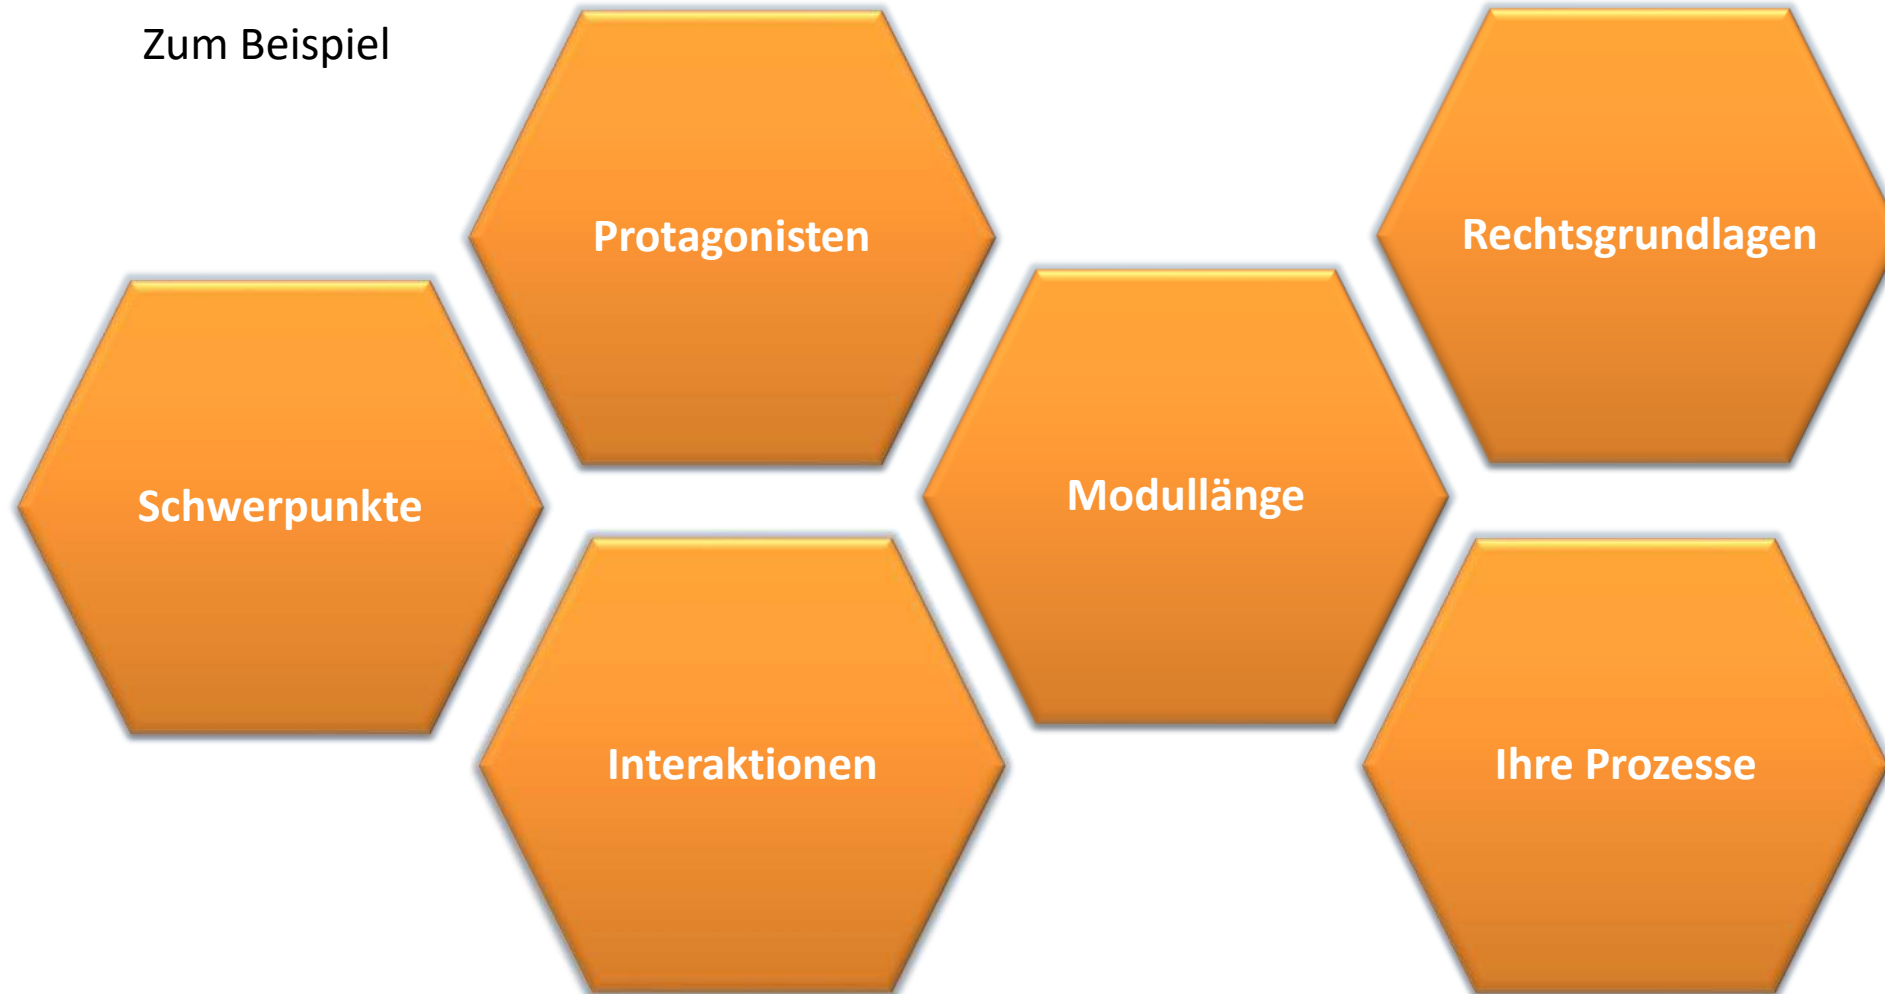 Zum Beispiel
Protagonisten
Rechtsgrundlagen
Schwerpunkte
Modullänge
Interaktionen
Ihre Prozesse